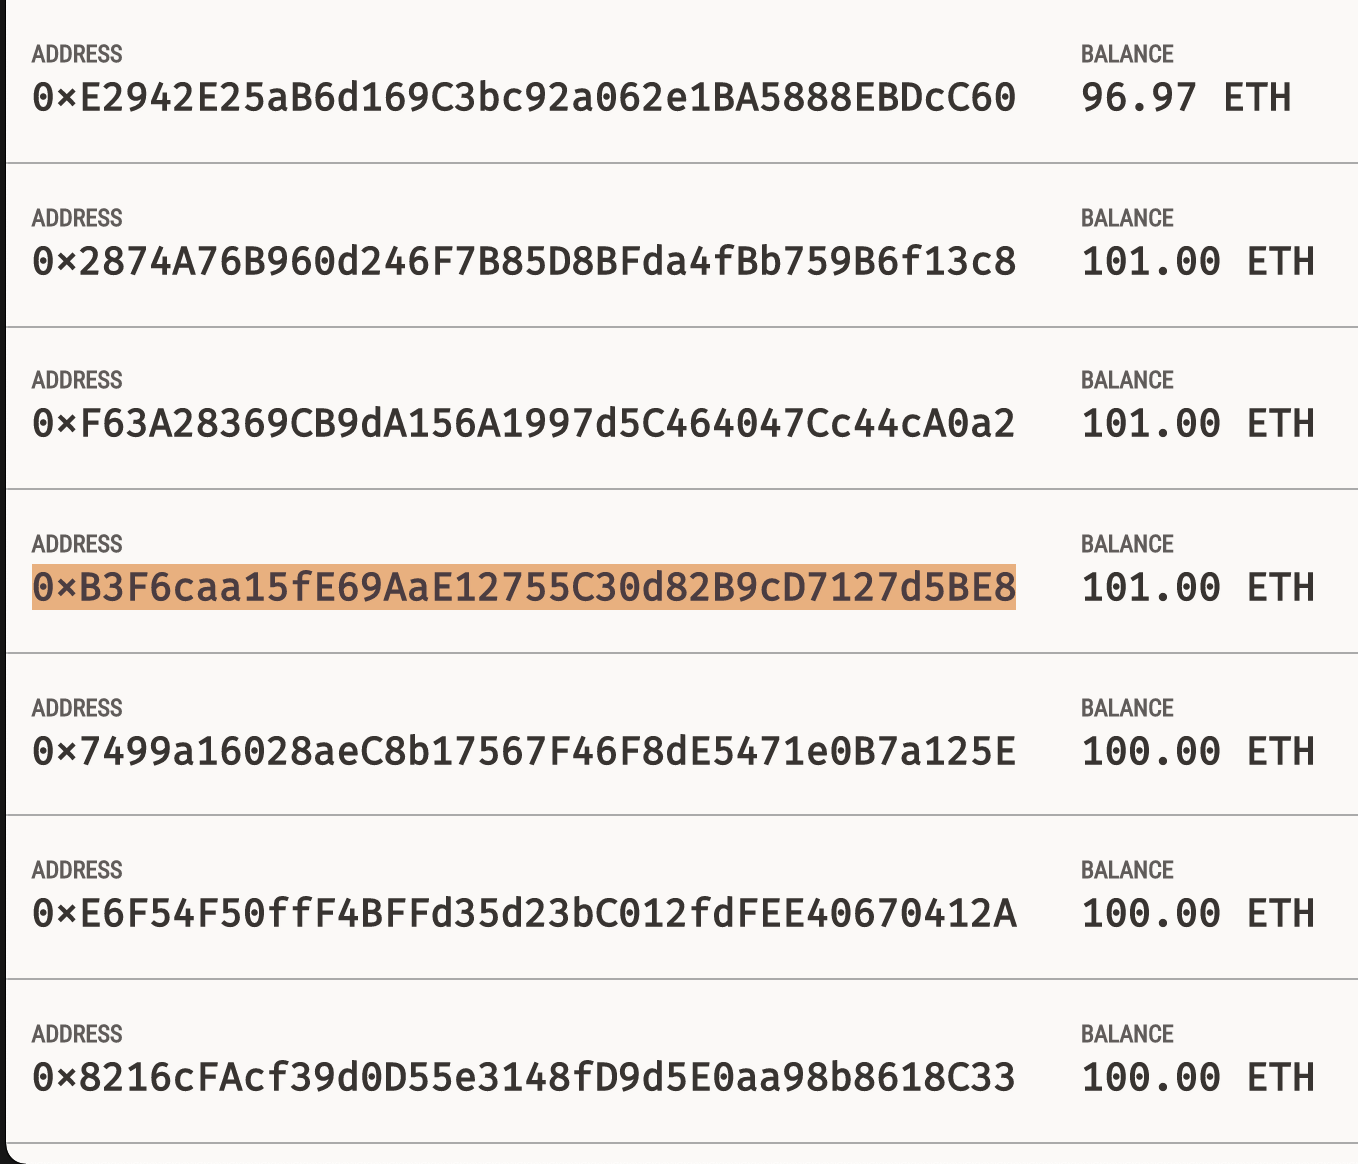 ADDRESS BALANCE
0×E2942E25aB6d169C3bc92a062e1BA5888EBDcC60 96.97 ETH
ADDRESS BALANCE
0×2874A76B960d246F7B85D8BFda4fBb759B6f13c8 101.00 ETH
ADDRESS BALANCE
0×F63A28369CB9dA156A1997d5C464047Cc44cA0a2 101.00 ETH
ADDRESS BALANCE
0×B3F6caa15fE69AaE12755C30d82B9cD7127d5BE8 101.00 ETH
ADDRESS BALANCE
0×7499a16028aeC8b17567F46F8dE5471e0B7a125E 100.00 ETH
ADDRESS BALANCE
0×E6F54F50ffF4BFFd35d23bC012fdFEE40670412A 100.00 ETH
ADDRESS BALANCE
0×8216cFAcf39d0D55e3148fD9d5E0aa98b8618C33 100.00 ETH